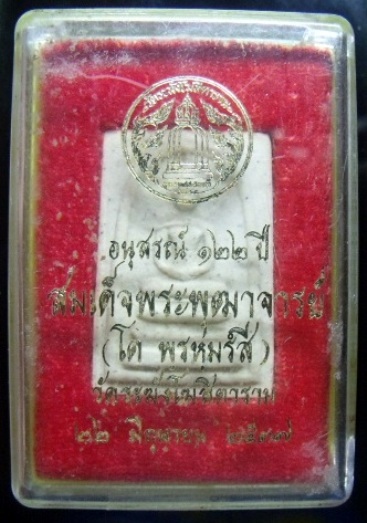 อนุสรณ์ ๑๒๒ ปี
สมเด็จพระพุฒาจารย์
(โต พรหมรํสี)
วัดระฆังโฆสิตาราม
๒๒ มิถุนายน ๒๕๓๗